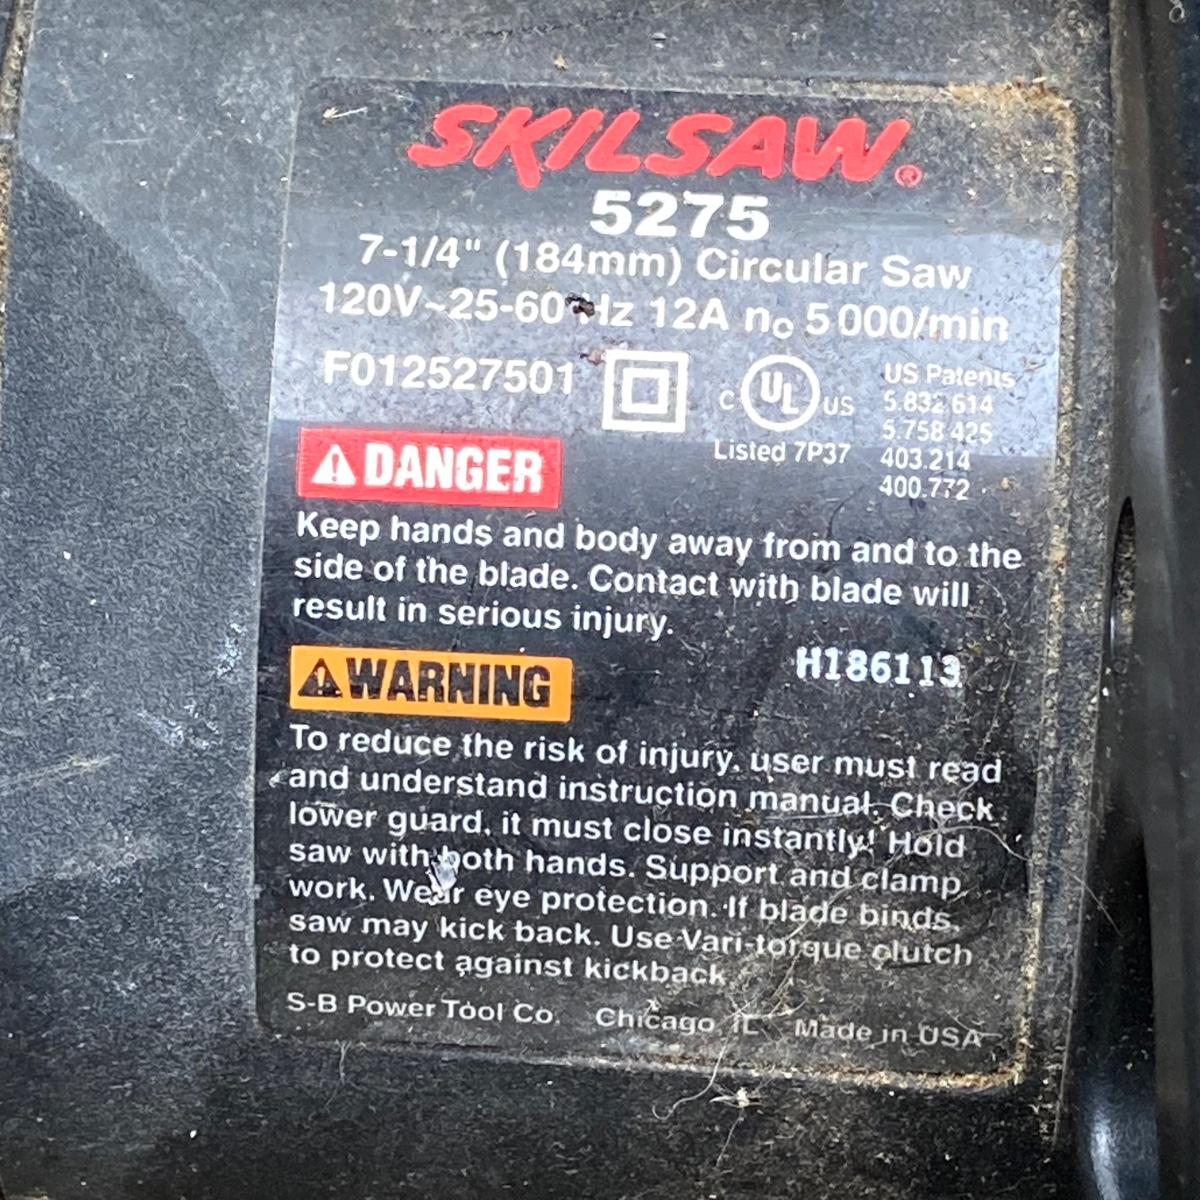 SKILSAW®
5275
7-1/4" (184mm) Circular Saw
120V~25-60 Hz 12A n₀ 5 000/min
F012527501
C UL US
Listed 7P37
US Patents
5.832.614
5.758.425
403.214
400.772
DANGER
Keep hands and body away from and to the
side of the blade. Contact with blade will
result in serious injury.
H186113
WARNING
To reduce the risk of injury, user must read
and understand instruction manual. Check
lower guard, it must close instantly! Hold
saw with both hands. Support and clamp
work. Wear eye protection. If blade binds,
saw may kick back. Use Vari-torque clutch
to protect against kickback.
S-B Power Tool Co. Chicago, IL Made in USA